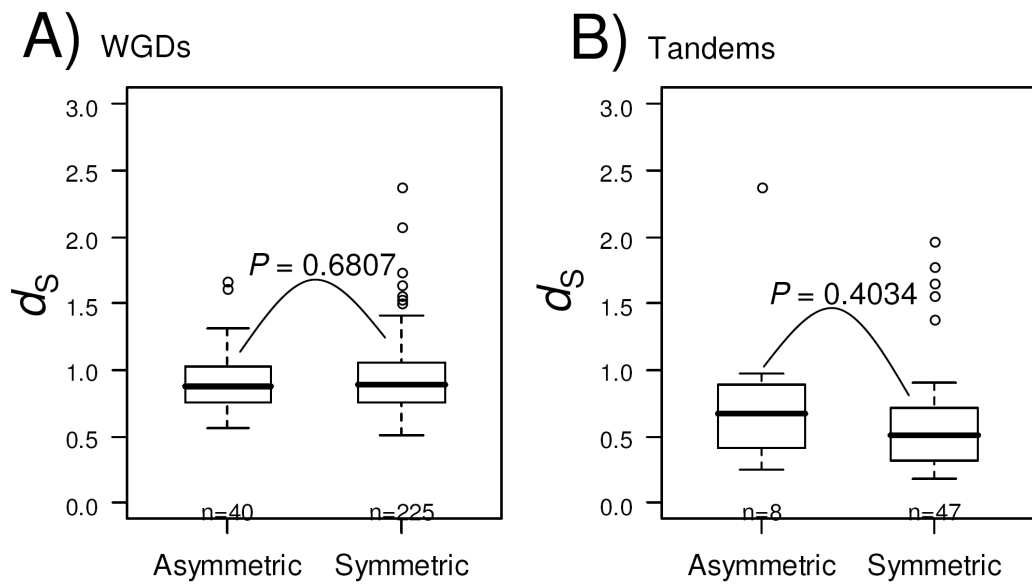 A) WGDs
3.0
2.5
2.0
1.5
1.0
0.5
0.0
dS
P = 0.6807
n=40
n=225
Asymmetric
Symmetric
B) Tandems
3.0
2.5
2.0
1.5
1.0
0.5
0.0
dS
P = 0.4034
n=8
n=47
Asymmetric
Symmetric